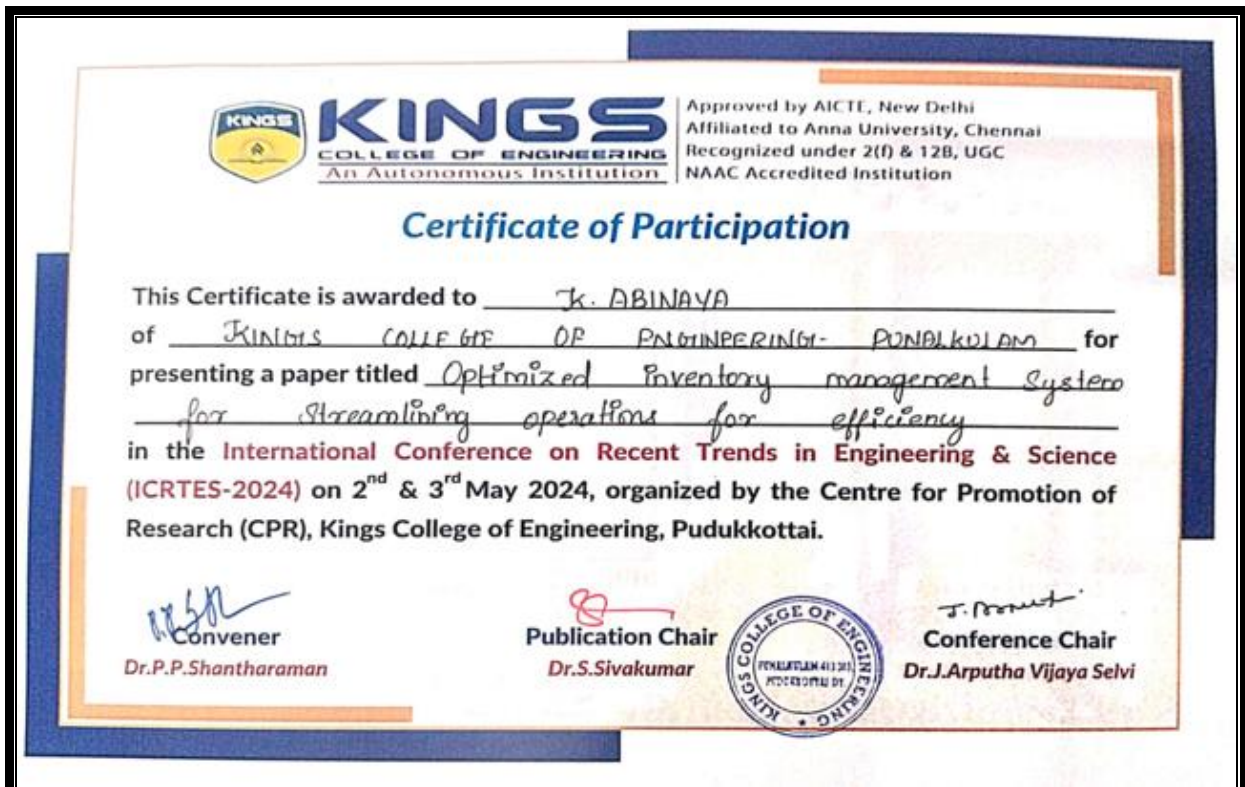 KINGS
KINGS
COLLEGE OF ENGINEERING
An Autonomous Institution
Approved by AICTE, New Delhi
Affiliated to Anna University, Chennai
Recognized under 2(f) & 12B, UGC
NAAC Accredited Institution
Certificate of Participation
This Certificate is awarded to K. ABINAYA
of KINGS COLLEGE OF ENGINEERING- PUNALKULAM for
presenting a paper titled Optimized inventory management System
for Streamlining operations for efficiency
in the International Conference on Recent Trends in Engineering & Science
(ICRTES-2024) on 2nd & 3rd May 2024, organized by the Centre for Promotion of
Research (CPR), Kings College of Engineering, Pudukkottai.
Convener
Dr.P.P.Shantharaman
Publication Chair
Dr.S.Sivakumar
KINGS COLLEGE OF ENGINEERING
Conference Chair
Dr.J.Arputha Vijaya Selvi